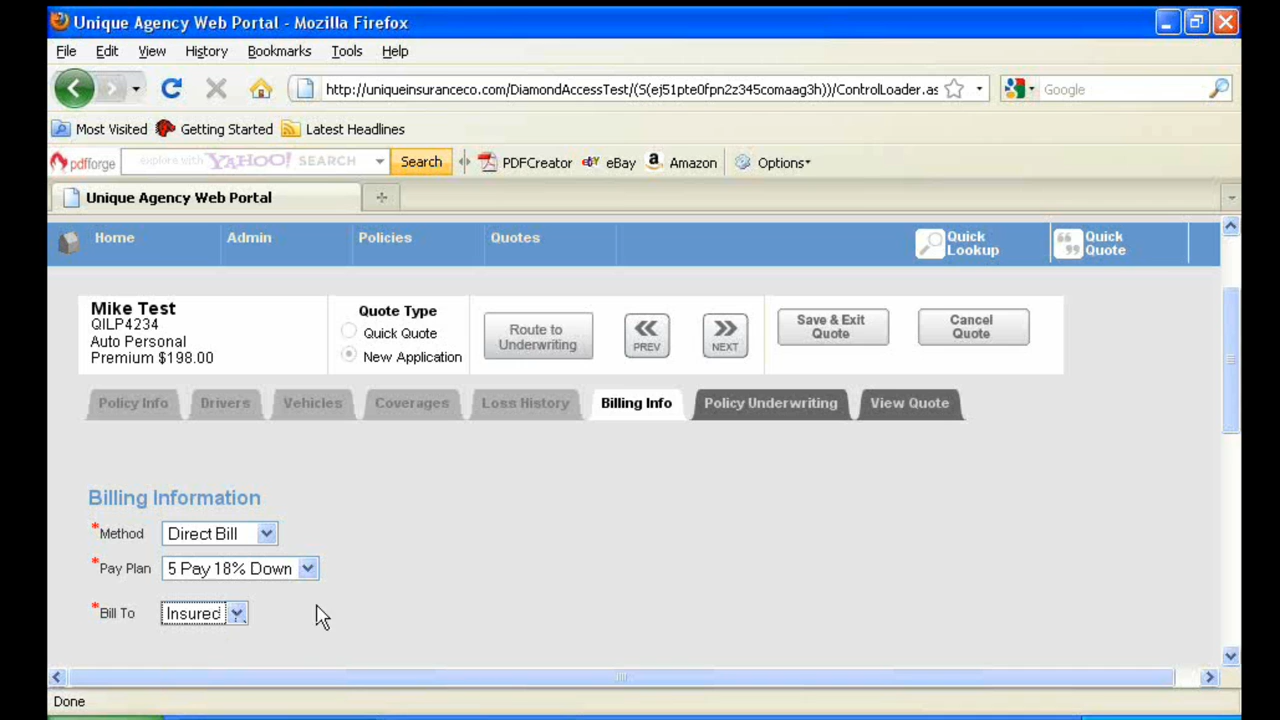 Unique Agency Web Portal - Mozilla Firefox
File Edit View History Bookmarks Tools Help
http://uniqueinsuranceco.com/DiamondAccessTest/(S(ej51pte0fpn2z345comaag3h))/ControlLoader.as
Google
Most Visited Getting Started Latest Headlines
pdfforge explore with YAHOO! SEARCH Search PDFCreator eBay a Amazon Options
Unique Agency Web Portal
Home Admin Policies Quotes Quick Lookup Quick Quote
Mike Test
QILP4234
Auto Personal
Premium $198.00
Quote Type
Quick Quote
New Application
Route to
Underwriting
PREV
NEXT
Save & Exit
Quote
Cancel
Quote
Policy Info Drivers Vehicles Coverages Loss History Billing Info Policy Underwriting View Quote
Billing Information
*Method Direct Bill
*Pay Plan 5 Pay 18% Down
*Bill To Insured
Done